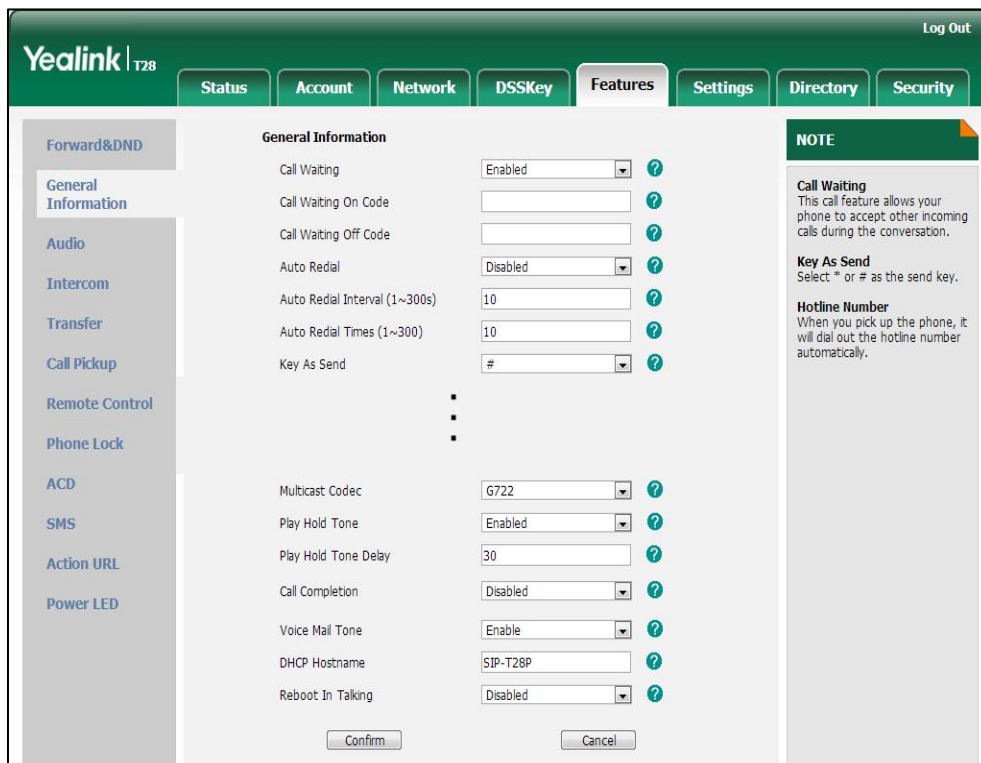 Log Out
Yealink T28
Status
Account
Network
DSSKey
Features
Settings
Directory
Security
Forward&DND
General
Information
Audio
Intercom
Transfer
Call Pickup
Remote Control
Phone Lock
ACD
SMS
Action URL
Power LED
General Information
Call Waiting Enabled ?
Call Waiting On Code ?
Call Waiting Off Code ?
Auto Redial Disabled ?
Auto Redial Interval (1~300s) 10 ?
Auto Redial Times (1~300) 10 ?
Key As Send # ?
Multicast Codec G722 ?
Play Hold Tone Enabled ?
Play Hold Tone Delay 30 ?
Call Completion Disabled ?
Voice Mail Tone Enable ?
DHCP Hostname SIP-T28P ?
Reboot In Talking Disabled ?
Confirm
Cancel
NOTE
Call Waiting
This call feature allows your
phone to accept other incoming
calls during the conversation.
Key As Send
Select * or # as the send key.
Hotline Number
When you pick up the phone, it
will dial out the hotline number
automatically.